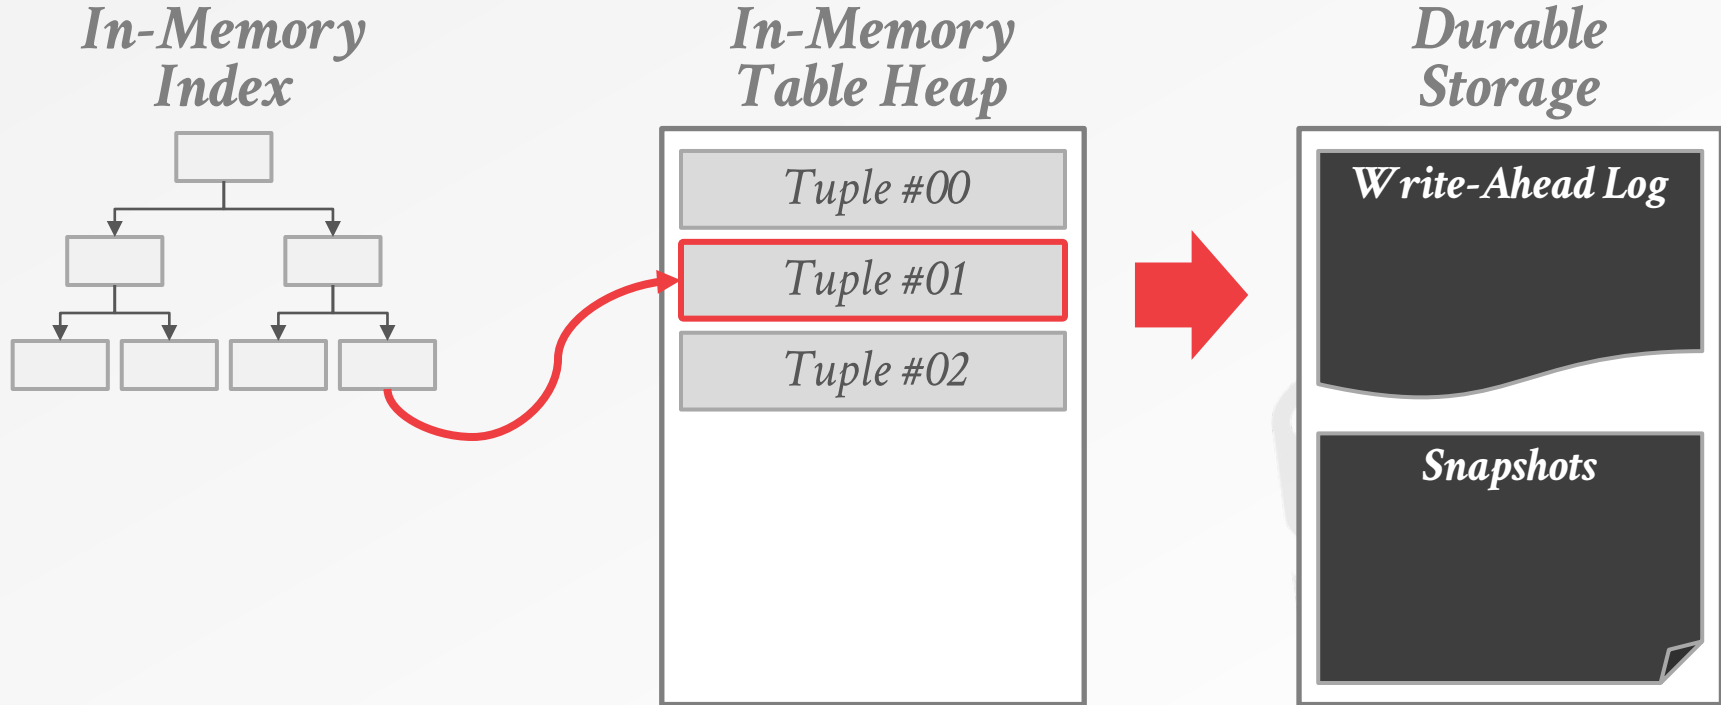 In-Memory
Index
In-Memory
Table Heap
Durable
Storage
Tuple #00
Tuple #01
Tuple #02
Write-Ahead Log
Snapshots